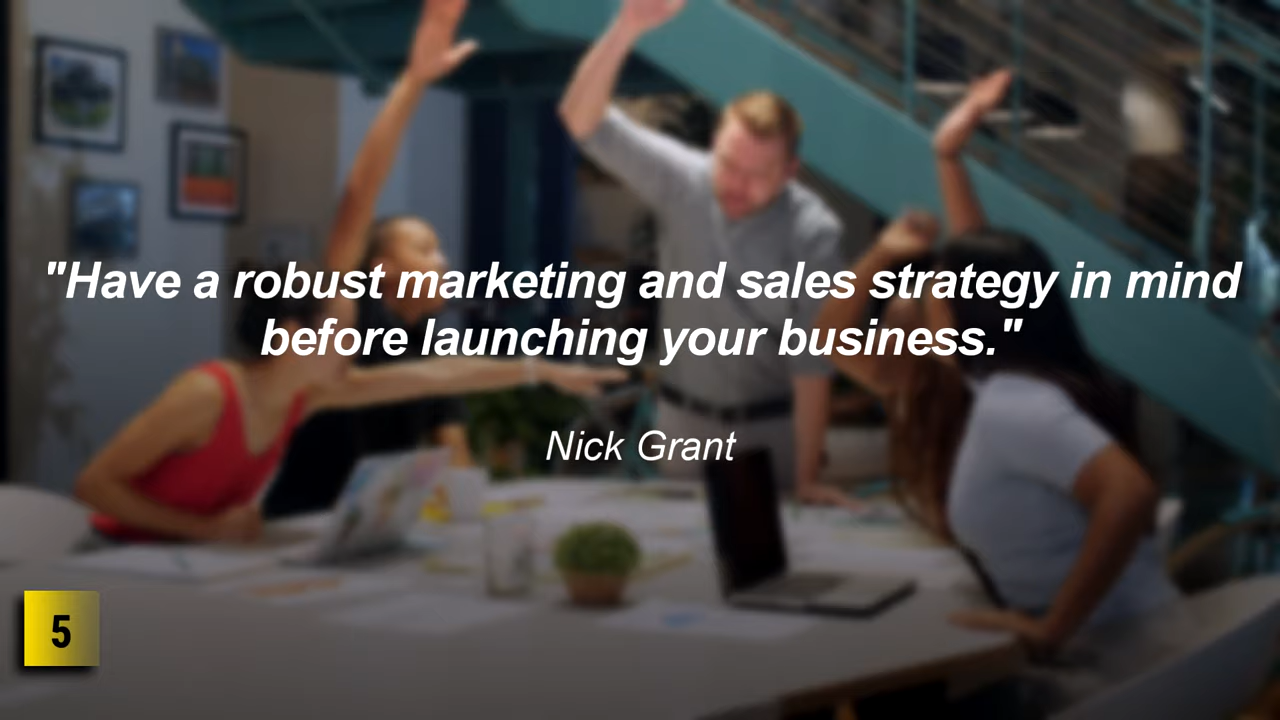 "Have a robust marketing and sales strategy in mind
before launching your business."
Nick Grant
5